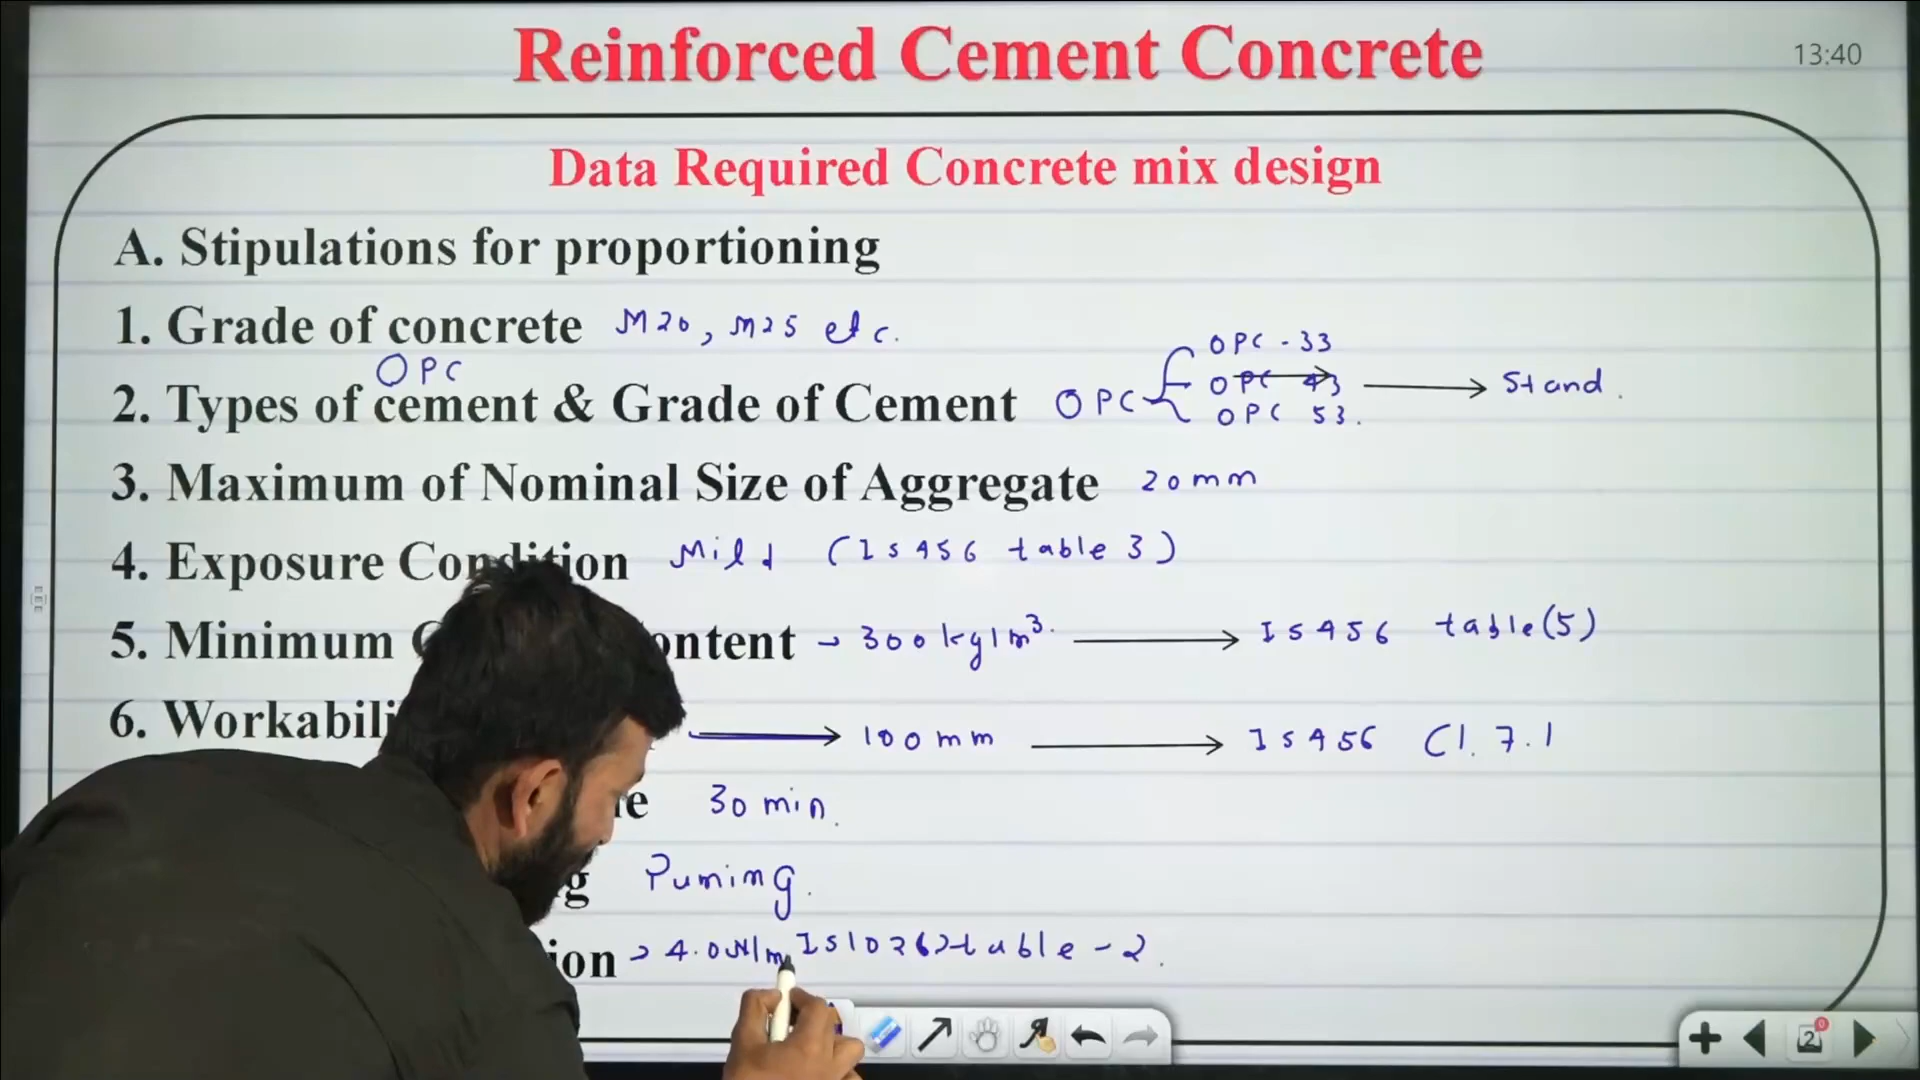 Reinforced Cement Concrete
13:40
Data Required Concrete mix design
A. Stipulations for proportioning
1. Grade of concrete M20, M25 etc.
OPC
2. Types of cement & Grade of Cement OPC
OPC - 33
OPC 43 → Stand.
OPC 53.
3. Maximum of Nominal Size of Aggregate 20mm
4. Exposure Condition Mild (IS456 table 3)
5. Minimum ontent → 300kg/m³. → IS456 table(5)
6. Workabili → 100mm → IS456 Cl. 7.1
e 30 min.
g Puming.
ion → 4.0N/m IS10262 table - 2.
2